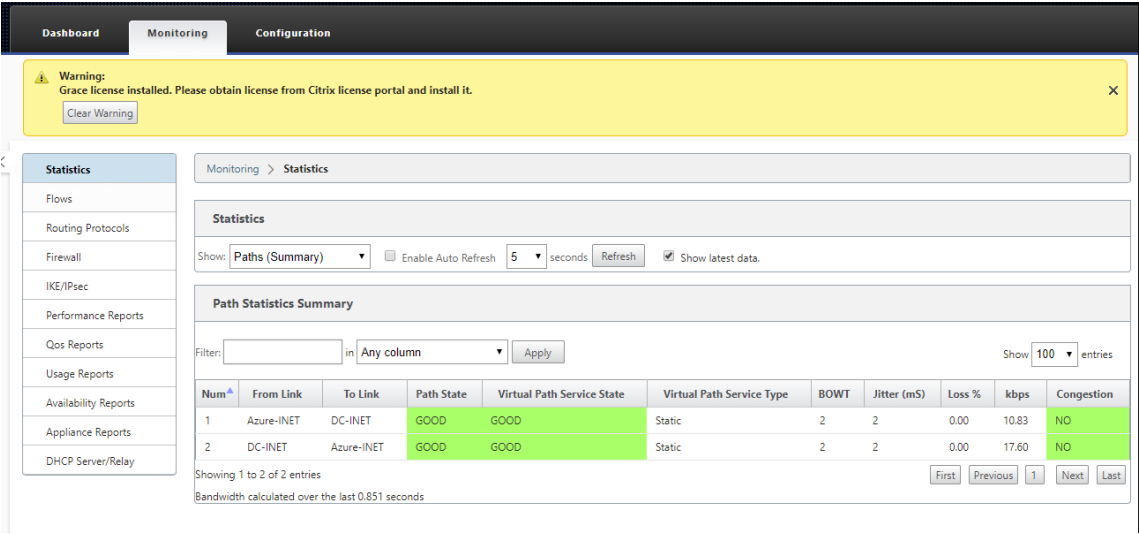 Dashboard Monitoring Configuration
Warning:
Grace license installed. Please obtain license from Citrix license portal and install it.
Clear Warning
Statistics
Flows
Routing Protocols
Firewall
IKE/IPsec
Performance Reports
Qos Reports
Usage Reports
Availability Reports
Appliance Reports
DHCP Server/Relay
Monitoring > Statistics
Statistics
Show: Paths (Summary) Enable Auto Refresh 5 seconds Refresh Show latest data.
Path Statistics Summary
Filter: in Any column Apply Show 100 entries
Num From Link To Link Path State Virtual Path Service State Virtual Path Service Type BOWT Jitter (mS) Loss % kbps Congestion
1 Azure-INET DC-INET GOOD GOOD Static 2 2 0.00 10.83 NO
2 DC-INET Azure-INET GOOD GOOD Static 2 2 0.00 17.60 NO
Showing 1 to 2 of 2 entries First Previous 1 Next Last
Bandwidth calculated over the last 0.851 seconds